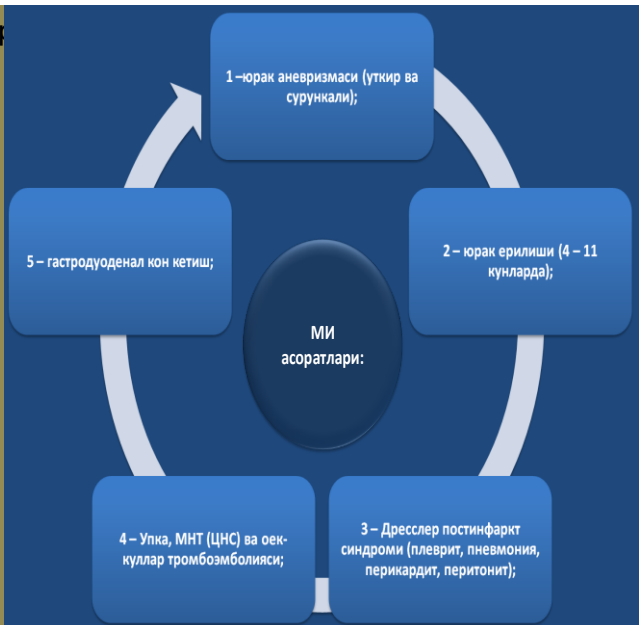 1 –юрак аневризмаси (уткир ва
сурункали);
2 – юрак ерилиши (4 – 11
кунларда);
3 – Дресслер постинфаркт
синдроми (плеврит, пневмония,
перикардит, перитонит);
4 – Упка, МНТ (ЦНС) ва оек-
куллар тромбоэмболияси;
5 – гастродуоденал кон кетиш;
МИ
асоратлари: